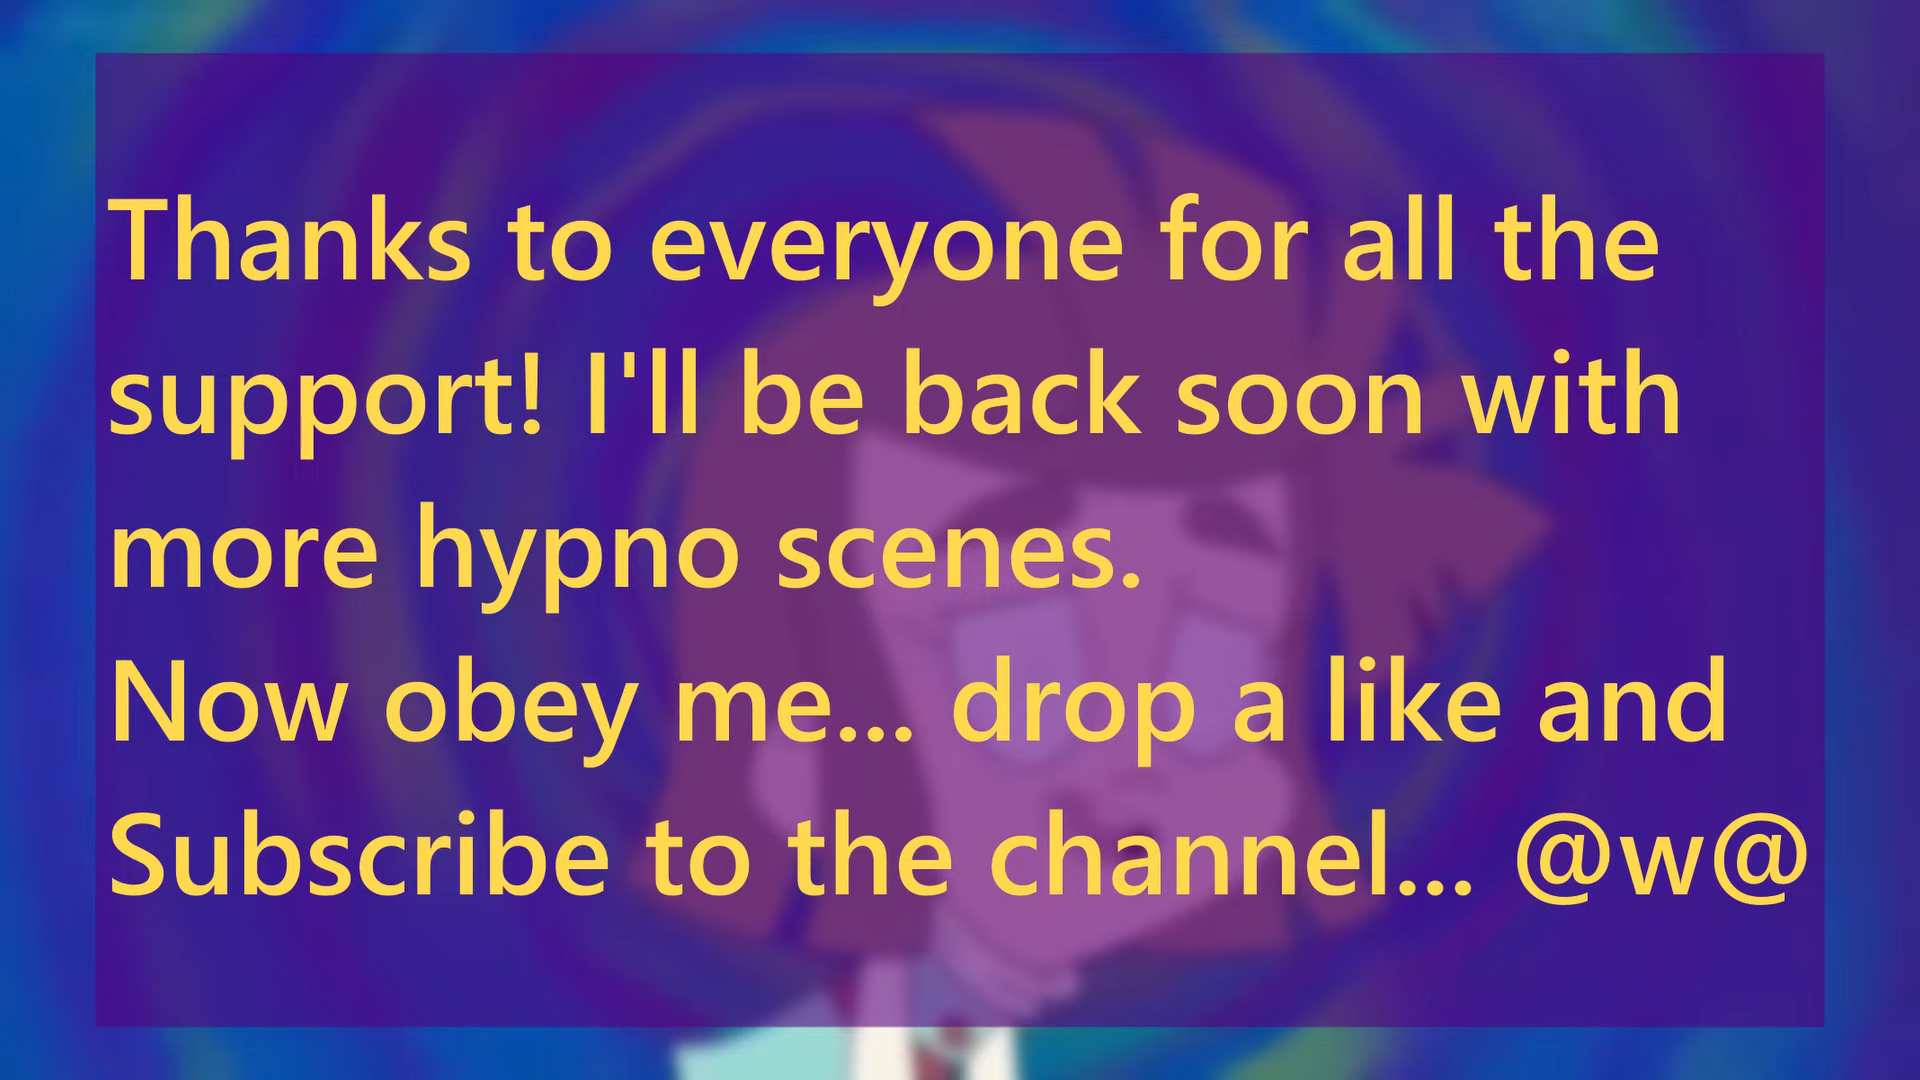 Thanks to everyone for all the
support! I'll be back soon with
more hypno scenes.
Now obey me... drop a like and
Subscribe to the channel... @w@